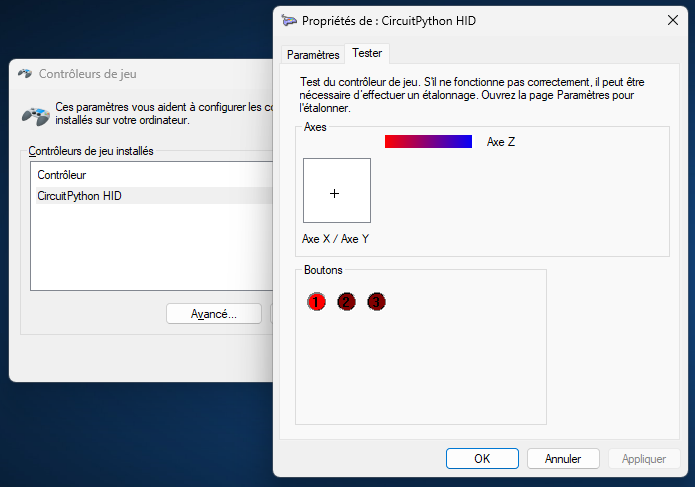 Contrôleurs de jeu
Ces paramètres vous aident à configurer les co
installés sur votre ordinateur.
Contrôleurs de jeu installés
Contrôleur
CircuitPython HID
Avancé...
Propriétés de : CircuitPython HID
Paramètres
Tester
Test du contrôleur de jeu. S'il ne fonctionne pas correctement, il peut être
nécessaire d'effectuer un étalonnage. Ouvrez la page Paramètres pour
l'étalonner.
Axes
Axe Z
Axe X / Axe Y
Boutons
1 2 3
OK
Annuler
Appliquer